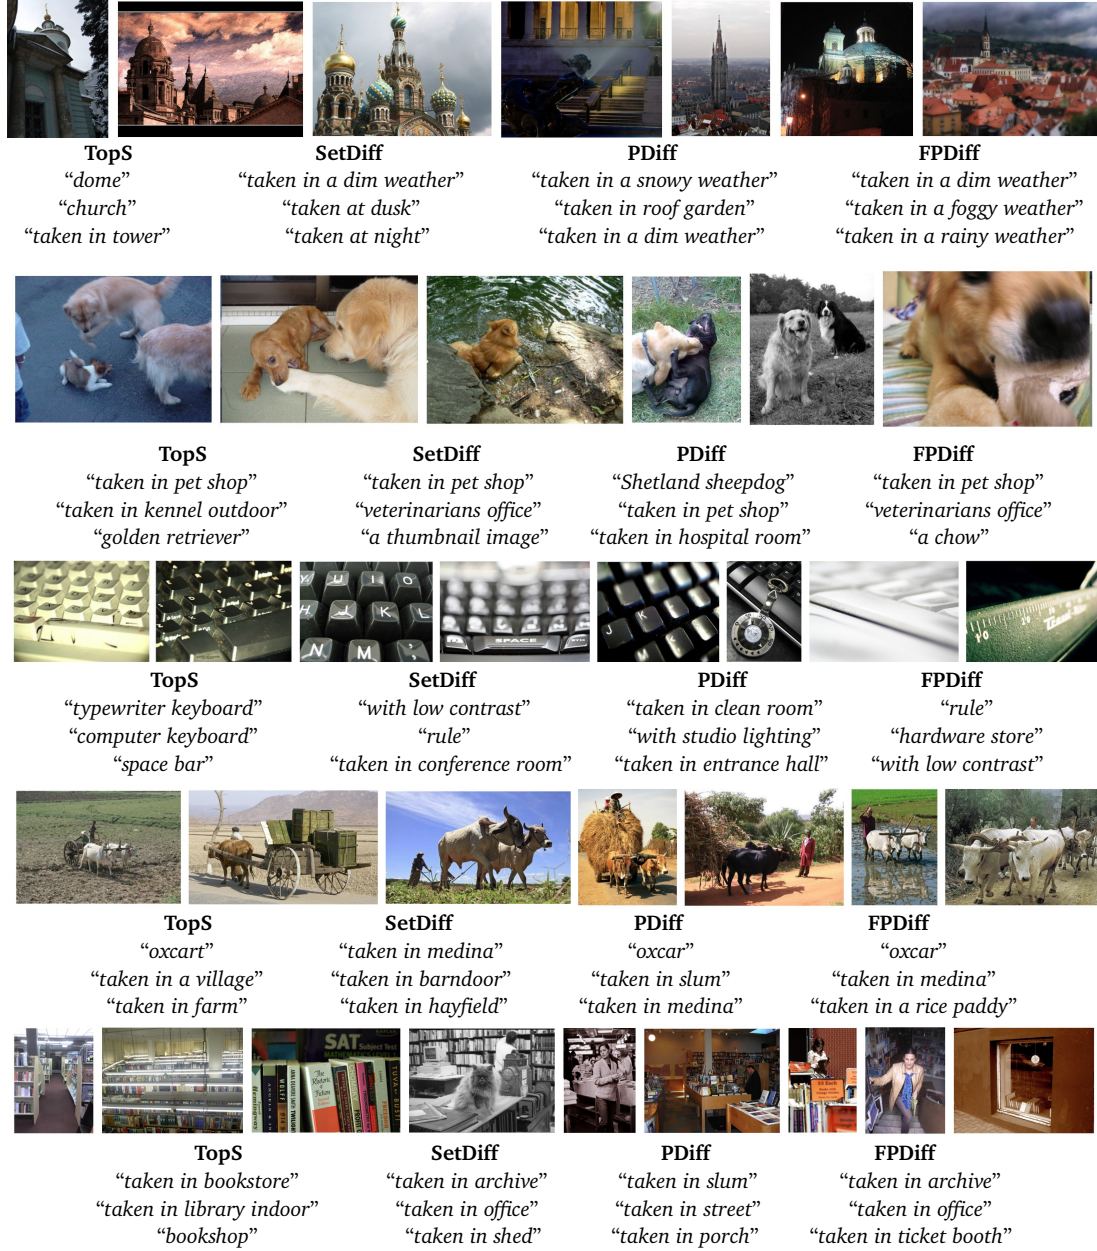 TopS SetDiff PDiff FPDiff
“dome” “taken in a dim weather” “taken in a snowy weather” “taken in a dim weather”
“church” “taken at dusk” “taken in roof garden” “taken in a foggy weather”
“taken in tower” “taken at night” “taken in a dim weather” “taken in a rainy weather”
TopS SetDiff PDiff FPDiff
“taken in pet shop” “taken in pet shop” “Shetland sheepdog” “taken in pet shop”
“taken in kennel outdoor” “veterinarians office” “taken in pet shop” “veterinarians office”
“golden retriever” “a thumbnail image” “taken in hospital room” “a chow”
Y U I O
H J K L
N M ,
SPACE
J K
TopS SetDiff PDiff FPDiff
“typewriter keyboard” “with low contrast” “taken in clean room” “rule”
“computer keyboard” “rule” “with studio lighting” “hardware store”
“space bar” “taken in conference room” “taken in entrance hall” “with low contrast”
TopS SetDiff PDiff FPDiff
“oxcart” “taken in medina” “oxcar” “oxcar”
“taken in a village” “taken in barndoor” “taken in slum” “taken in medina”
“taken in farm” “taken in hayfield” “taken in medina” “taken in a rice paddy”
SAT Subject Test
TopS SetDiff PDiff FPDiff
“taken in bookstore” “taken in archive” “taken in slum” “taken in archive”
“taken in library indoor” “taken in office” “taken in street” “taken in office”
“bookshop” “taken in shed” “taken in porch” “taken in ticket booth”